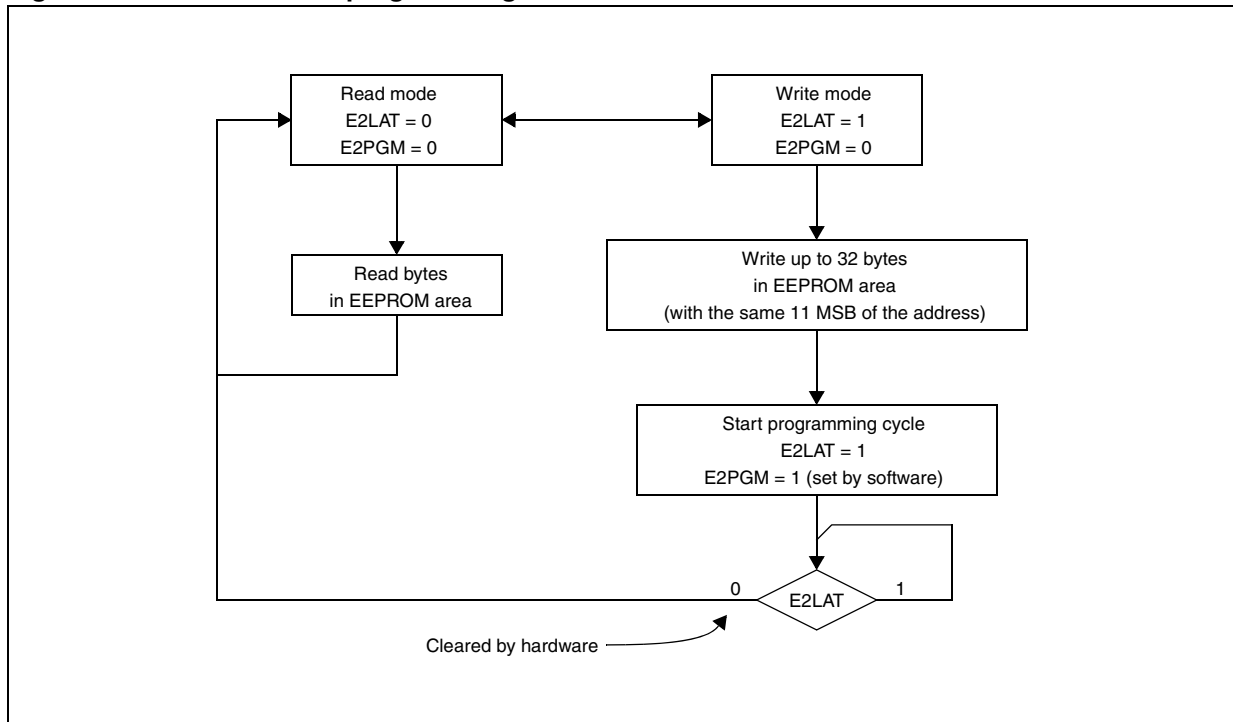 Read mode
E2LAT = 0
E2PGM = 0
Write mode
E2LAT = 1
E2PGM = 0
Read bytes
in EEPROM area
Write up to 32 bytes
in EEPROM area
(with the same 11 MSB of the address)
Start programming cycle
E2LAT = 1
E2PGM = 1 (set by software)
0
E2LAT
1
Cleared by hardware